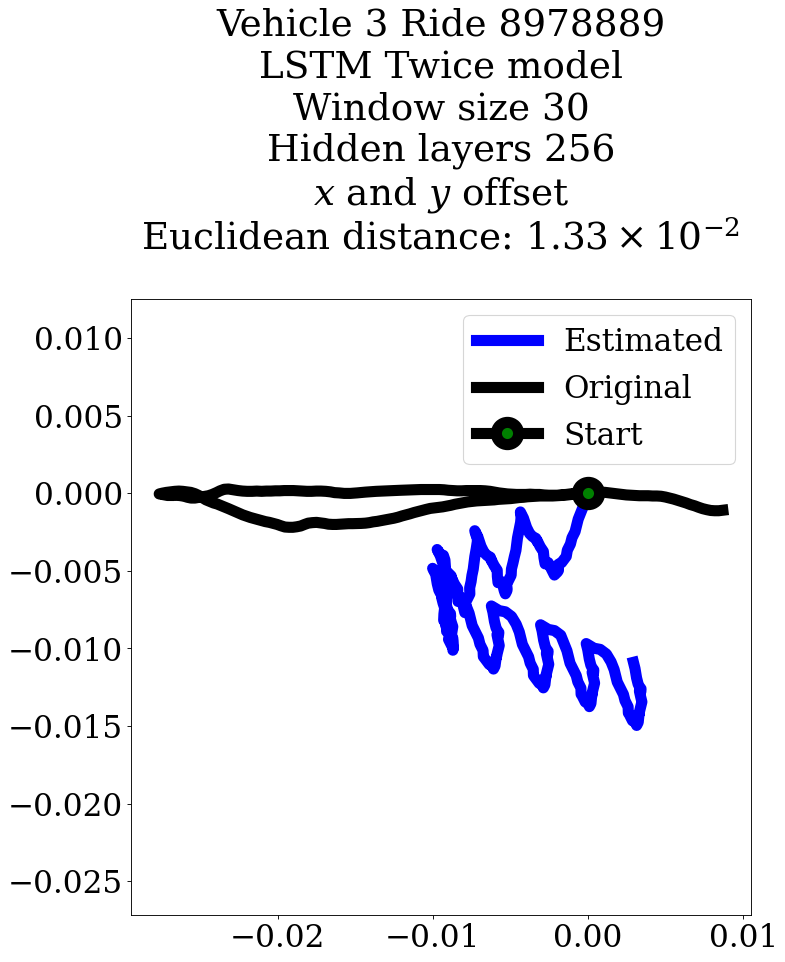 Vehicle 3 Ride 8978889
LSTM Twice model
Window size 30
Hidden layers 256
x and y offset
Euclidean distance: 1.33 × 10⁻²
Estimated
Original
Start
0.010
0.005
0.000
−0.005
−0.010
−0.015
−0.020
−0.025
−0.02
−0.01
0.00
0.01